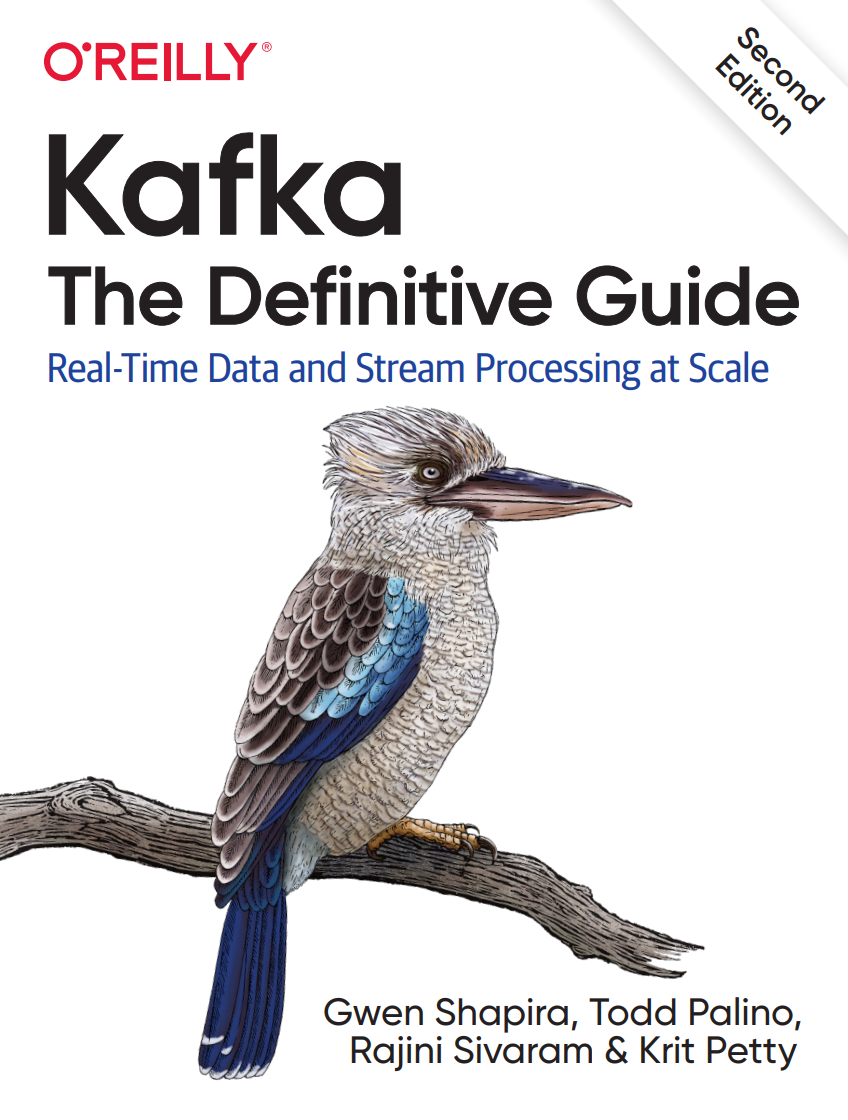 O'REILLY®
Second
Edition
Kafka
The Definitive Guide
Real-Time Data and Stream Processing at Scale
Gwen Shapira, Todd Palino,
Rajini Sivaram & Krit Petty